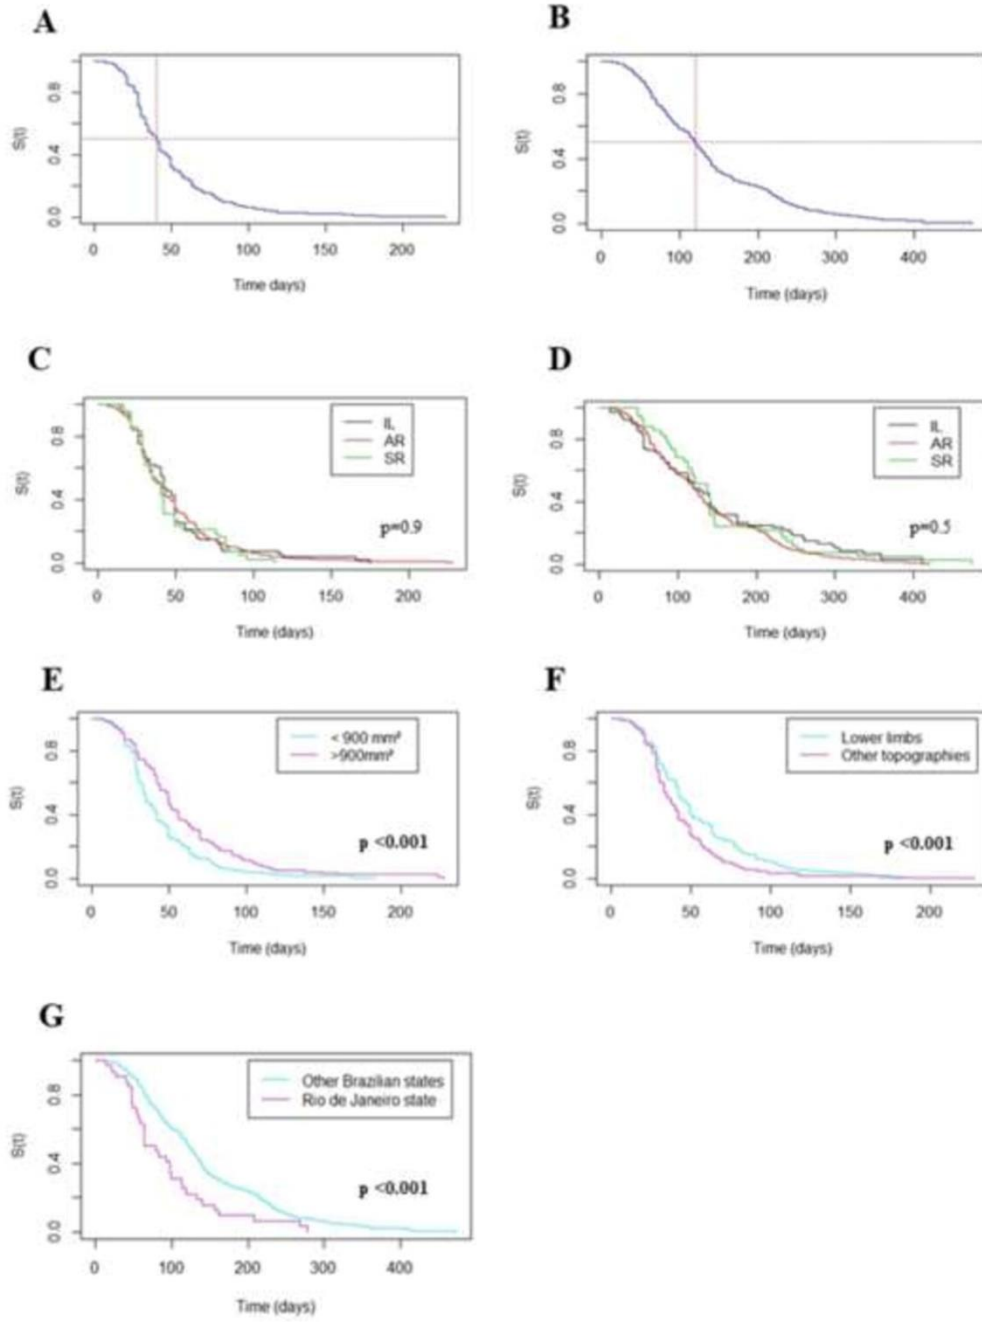 A
S(t)
0.8
0.4
0.0
0 50 100 150 200
Time days)
B
S(t)
0.8
0.4
0.0
0 100 200 300 400
Time (days)
C
S(t)
0.8
0.4
0.0
IL
AR
SR
p=0.9
0 50 100 150 200
Time (days)
D
S(t)
0.8
0.4
0.0
IL
AR
SR
p=0.5
0 100 200 300 400
Time (days)
E
S(t)
0.8
0.4
0.0
< 900 mm²
>900mm²
p <0.001
0 50 100 150 200
Time (days)
F
S(t)
0.8
0.4
0.0
Lower limbs
Other topographies
p <0.001
0 50 100 150 200
Time (days)
G
S(t)
0.8
0.4
0.0
Other Brazilian states
Rio de Janeiro state
p <0.001
0 100 200 300 400
Time (days)